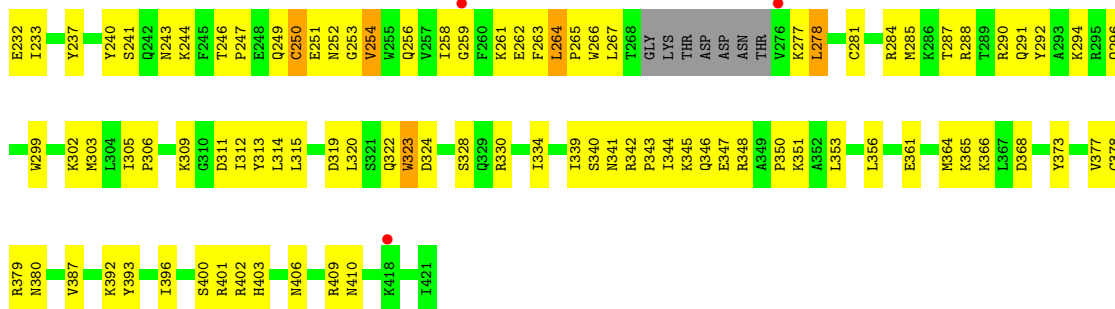 E232 I233 Y237 Y240 S241 Q242 N243 K244 F245 T246 P247 E248 Q249 C250 E251 N252 G253 V254 W255 Q256 V257 I258 G259 F260 K261 E262 F263 L264 P265 W266 L267 T268 GLY LYS THR ASP ASP ASN THR V276 K277 L278 C281 R284 M285 K286 T287 R288 T289 R290 Q291 Y292 A293 K294 R295
W299 K302 M303 L304 I305 P306 K309 G310 D311 I312 Y313 L314 L315 D319 L320 S321 Q322 W323 D324 S328 Q329 R330 I334 I339 S340 N341 R342 P343 I344 K345 Q346 E347 R348 A349 P350 K351 A352 L353 L356 E361 M364 K365 K366 L367 D368 Y373 V377
R379 N380 V387 K392 Y393 I396 S400 R401 R402 H403 N406 R409 N410 K418 I421